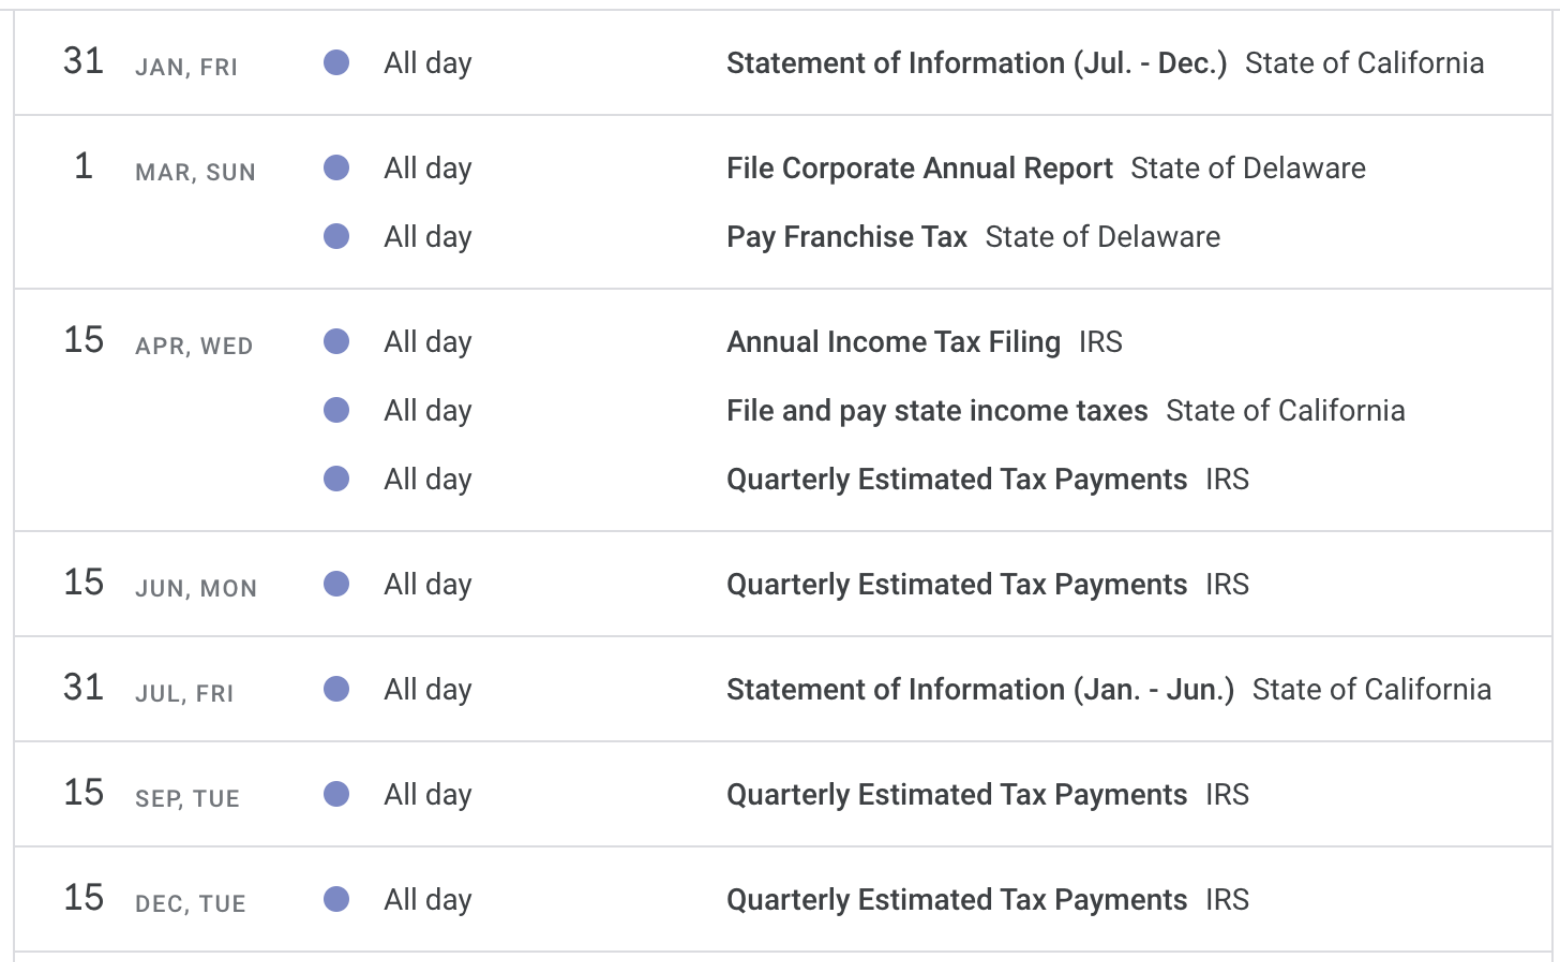 31 JAN, FRI All day Statement of Information (Jul. - Dec.) State of California
1 MAR, SUN All day File Corporate Annual Report State of Delaware
All day Pay Franchise Tax State of Delaware
15 APR, WED All day Annual Income Tax Filing IRS
All day File and pay state income taxes State of California
All day Quarterly Estimated Tax Payments IRS
15 JUN, MON All day Quarterly Estimated Tax Payments IRS
31 JUL, FRI All day Statement of Information (Jan. - Jun.) State of California
15 SEP, TUE All day Quarterly Estimated Tax Payments IRS
15 DEC, TUE All day Quarterly Estimated Tax Payments IRS